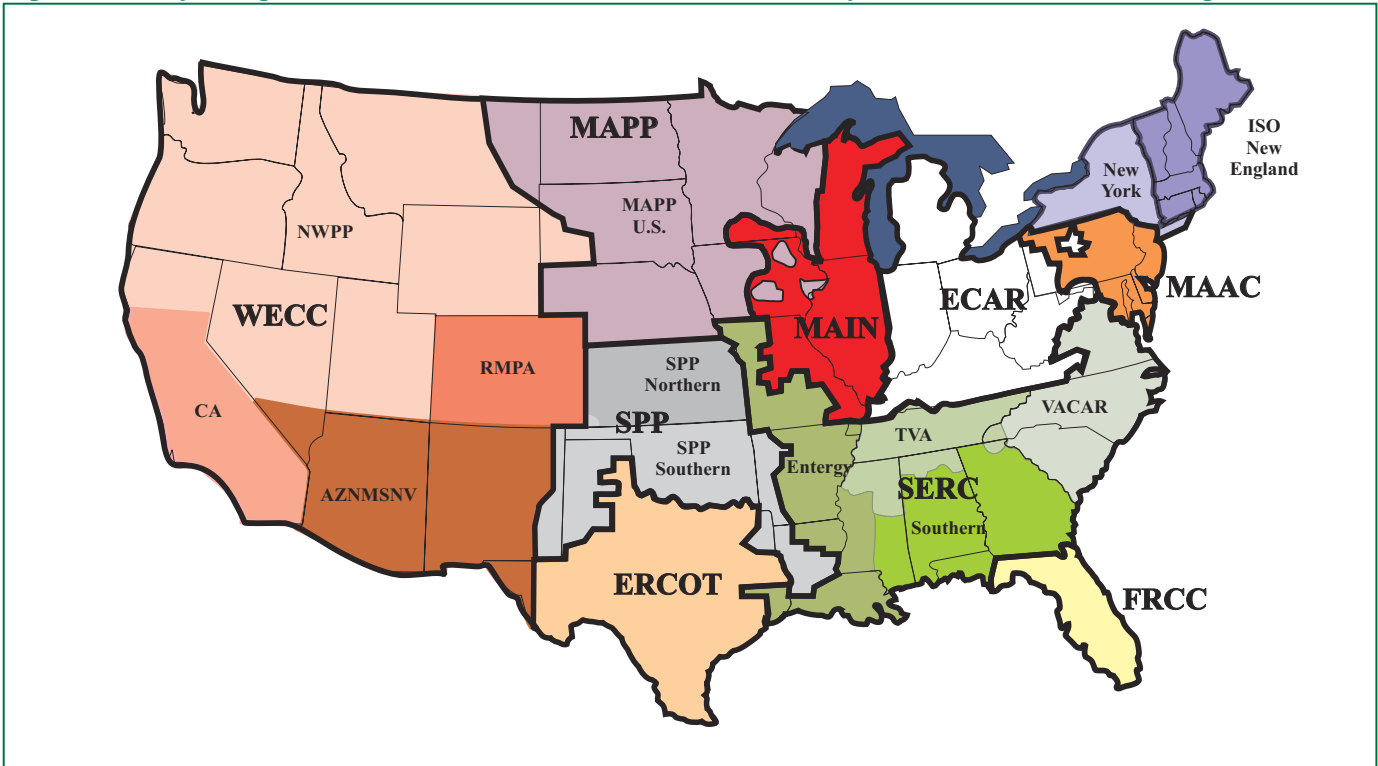 MAPP
ISO
New
England
New
York
MAPP
U.S.
NWPP
WECC
ECAR
MAAC
MAIN
RMPA
SPP
Northern
CA
SPP
VACAR
TVA
SPP
Southern
Entergy
AZNMSNV
SERC
Southern
ERCOT
FRCC